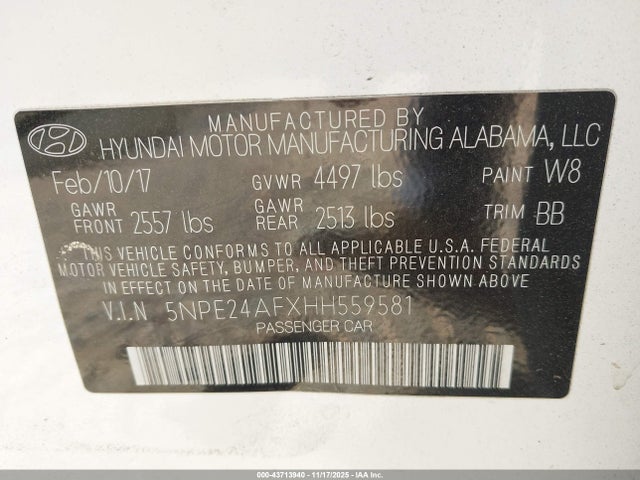 MANUFACTURED BY
HYUNDAI MOTOR MANUFACTURING ALABAMA, LLC
Feb/10/17 GVWR 4497 lbs PAINT W8
GAWR FRONT 2557 lbs GAWR REAR 2513 lbs TRIM BB
THIS VEHICLE CONFORMS TO ALL APPLICABLE U.S.A. FEDERAL
MOTOR VEHICLE SAFETY, BUMPER, AND THEFT PREVENTION STANDARDS
IN EFFECT ON THE DATE OF MANUFACTURE SHOWN ABOVE
V.I.N 5NPE24AFXHH559581
PASSENGER CAR
000-43713940 - 11/17/2025 - IAA Inc.